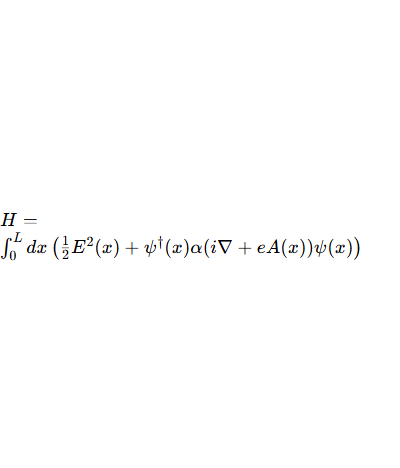 H =
∫₀ᴸ dx (½E²(x) + ψ†(x)α(i∇ + eA(x))ψ(x))